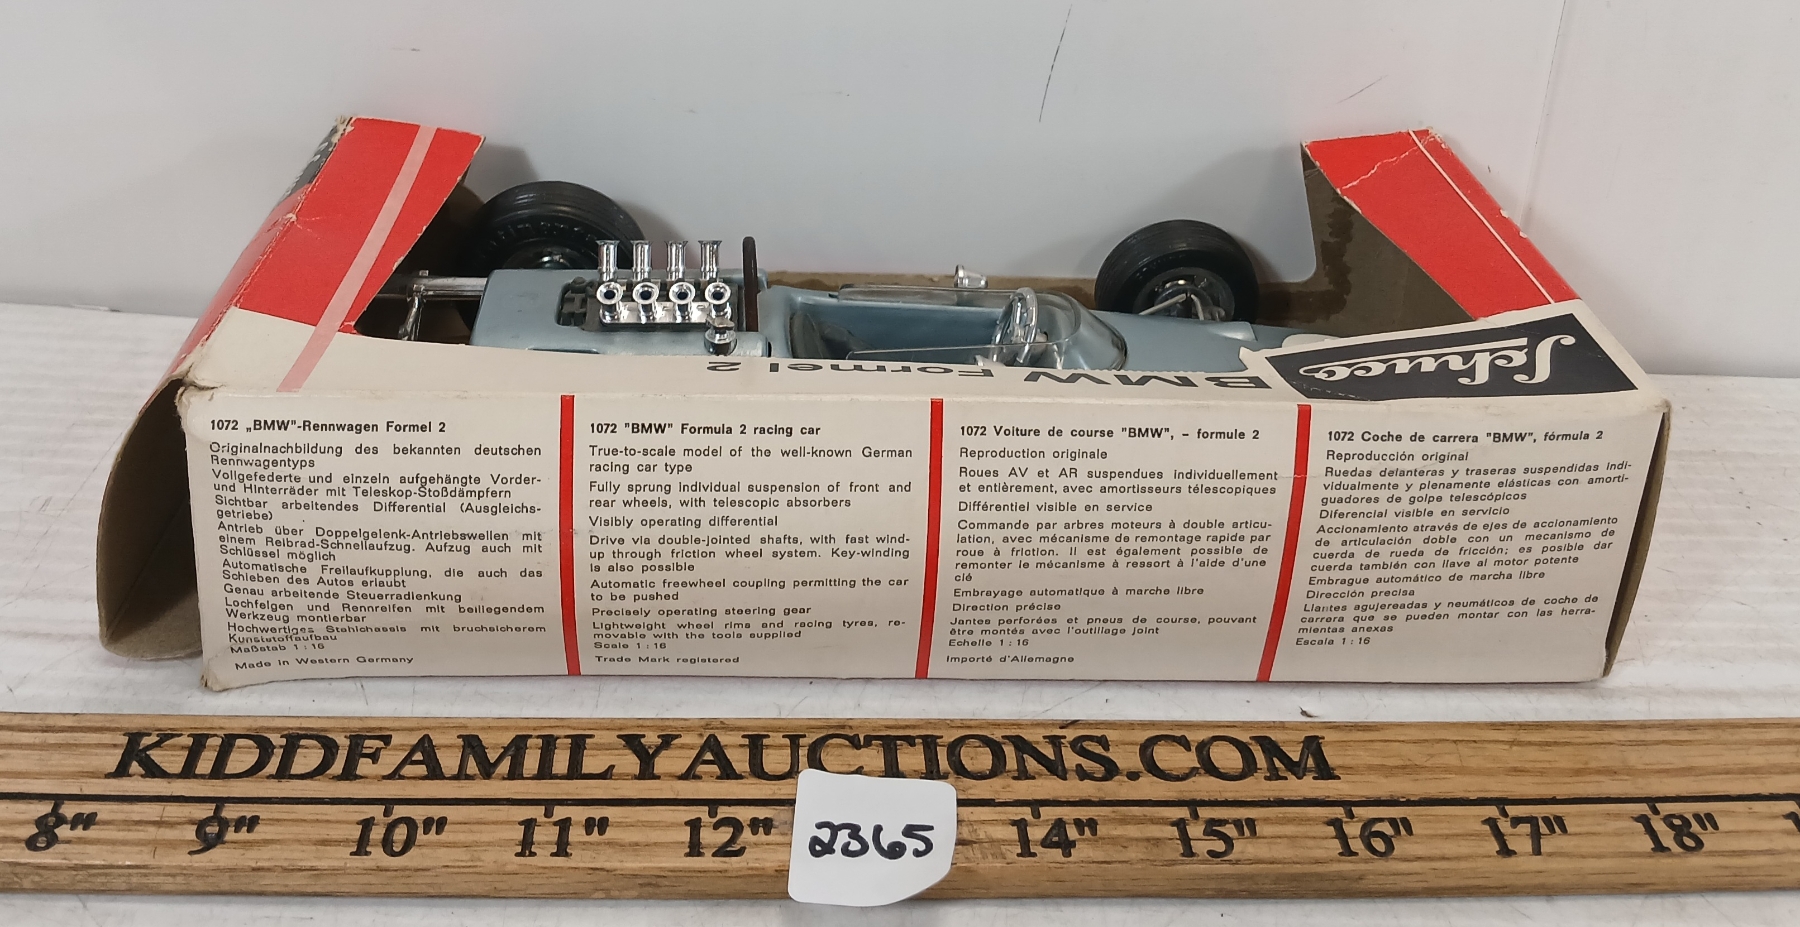 Schuco
BMW Formel 2
1072 „BMW"-Rennwagen Formel 2
Originalnachbildung des bekannten deutschen
Rennwagentyps
Vollgefederte und einzeln aufgehängte Vorder-
und Hinterräder mit Teleskop-Stoßdämpfern
Sichtbar arbeitendes Differential (Ausgleichs-
getriebe)
Antrieb über Doppelgelenk-Antriebswellen mit
einem Reibrad-Schnellaufzug. Aufzug auch mit
Schlüssel möglich
Automatische Freilaufkupplung, die auch das
Schieben des Autos erlaubt
Genau arbeitende Steuerradlenkung
Lochfelgen und Rennreifen mit beiliegendem
Werkzeug montierbar
Hochwertiges Stahlchassis mit bruchsicherem
Kunststoffaufbau
Maßstab 1 : 16
Made in Western Germany
1072 "BMW" Formula 2 racing car
True-to-scale model of the well-known German
racing car type
Fully sprung individual suspension of front and
rear wheels, with telescopic absorbers
Visibly operating differential
Drive via double-jointed shafts, with fast wind-
up through friction wheel system. Key-winding
is also possible
Automatic freewheel coupling permitting the car
to be pushed
Precisely operating steering gear
Lightweight wheel rims and racing tyres, re-
movable with the tools supplied
Scale 1 : 16
Trade Mark registered
1072 Voiture de course "BMW", - formule 2
Reproduction originale
Roues AV et AR suspendues individuellement
et entièrement, avec amortisseurs télescopiques
Différentiel visible en service
Commande par arbres moteurs à double articu-
lation, avec mécanisme de remontage rapide par
roue à friction. Il est également possible de
remonter le mécanisme à ressort à l'aide d'une
clé
Embrayage automatique à marche libre
Direction précise
Jantes perforées et pneus de course, pouvant
être montés avec l'outillage joint
Echelle 1 : 16
Importé d'Allemagne
1072 Coche de carrera "BMW", fórmula 2
Reproducción original
Ruedas delanteras y traseras suspendidas indi-
vidualmente y plenamente elásticas con amorti-
guadores de golpe telescópicos
Diferencial visible en servicio
Accionamiento através de ejes de accionamiento
de articulación doble con un mecanismo de
cuerda de rueda de fricción; es posible dar
cuerda también con llave al motor potente
Embrague automático de marcha libre
Dirección precisa
Llantas agujereadas y neumáticos de coche de
carrera que se pueden montar con las herra-
mientas anexas
Escala 1 : 16
KIDDFAMILYAUCTIONS.COM
8" 9" 10" 11" 12" 14" 15" 16" 17" 18"
2365